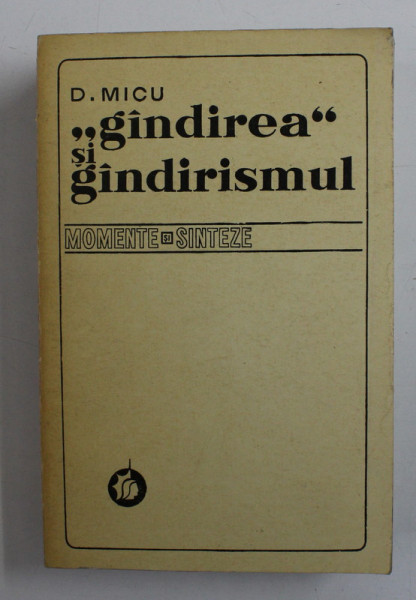 D. MICU
„gîndirea“
și
gîndirismul
MOMENTE ȘI SINTEZE